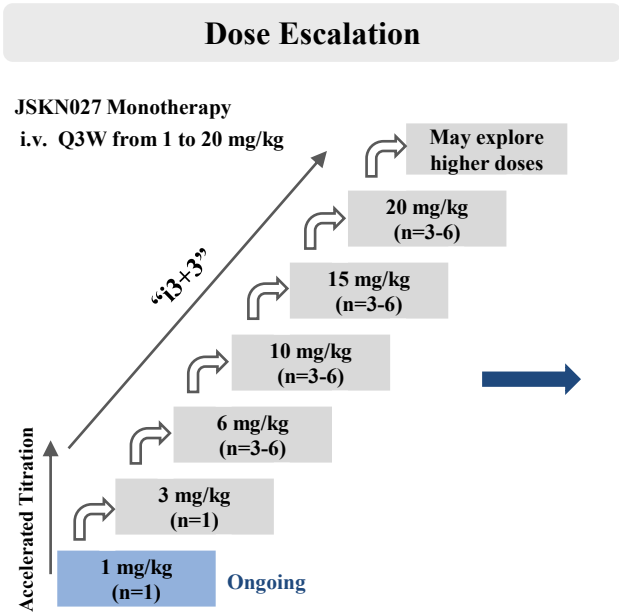 Dose Escalation
JSKN027 Monotherapy
i.v. Q3W from 1 to 20 mg/kg
May explore
higher doses
20 mg/kg
(n=3-6)
“i3+3”
15 mg/kg
(n=3-6)
10 mg/kg
(n=3-6)
6 mg/kg
(n=3-6)
Accelerated Titration
3 mg/kg
(n=1)
1 mg/kg
(n=1)
Ongoing